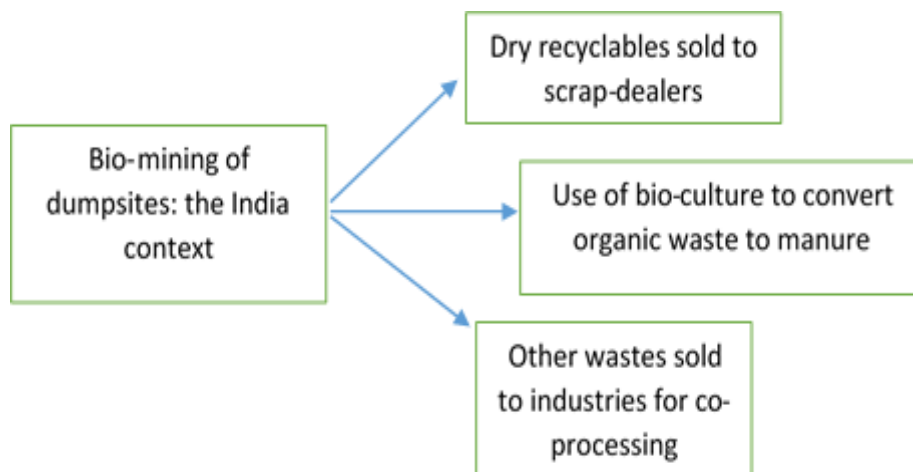 Dry recyclables sold to
scrap-dealers
Bio-mining of
dumpsites: the India
context
Use of bio-culture to convert
organic waste to manure
Other wastes sold
to industries for co-
processing